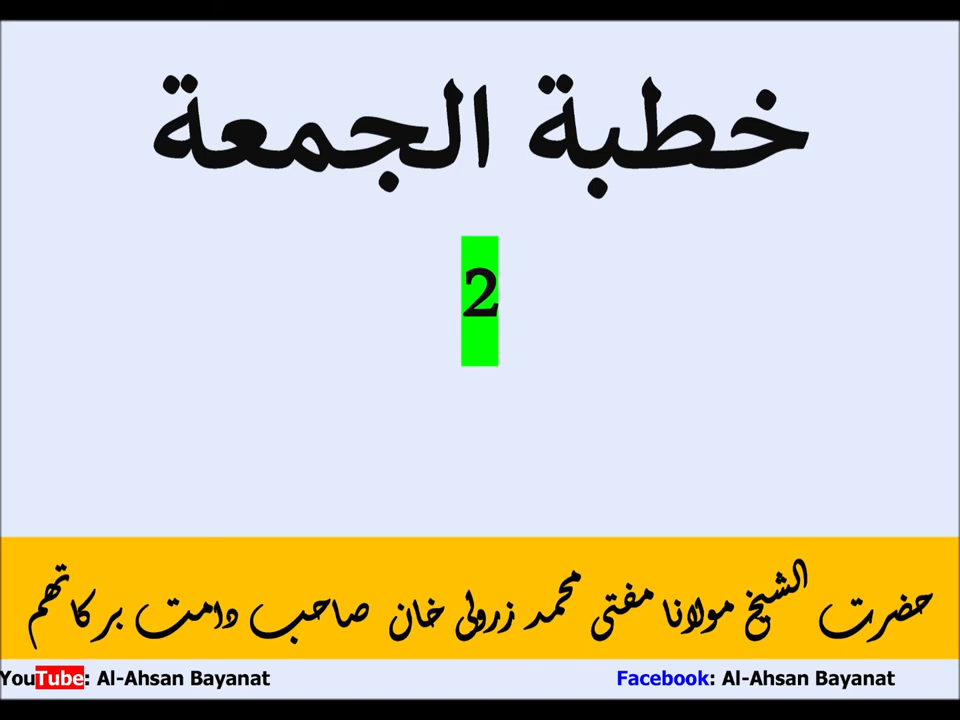 خطبة الجمعة
2
حضرت الشیخ مولانا مفتی محمد زرولی خان صاحب دامت برکاتهم
YouTube: Al-Ahsan Bayanat Facebook: Al-Ahsan Bayanat